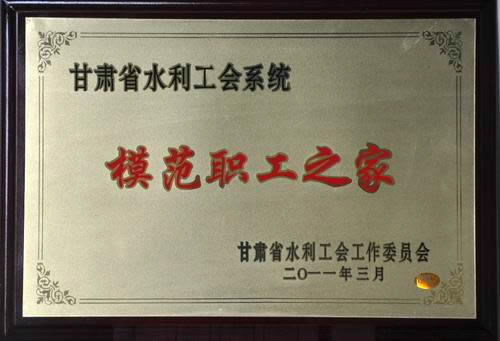 甘肃省水利工会系统
模范职工之家
甘肃省水利工会工作委员会
二〇一一年三月